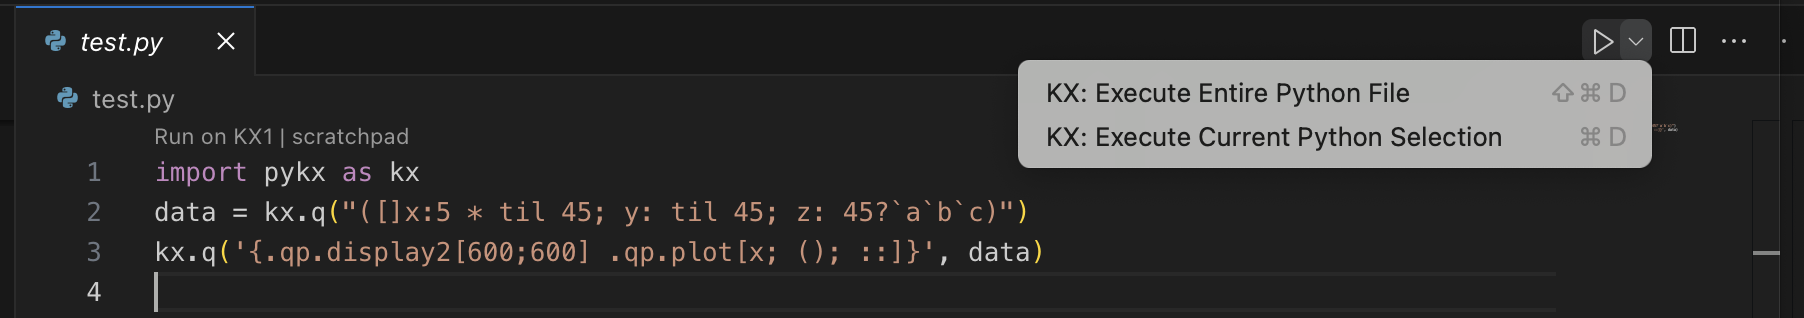 test.py
KX: Execute Entire Python File ⇧⌘D
KX: Execute Current Python Selection ⌘D
test.py
Run on KX1 | scratchpad
1 import pykx as kx
2 data = kx.q("([]x:5 * til 45; y: til 45; z: 45?`a`b`c)")
3 kx.q('{.qp.display2[600;600] .qp.plot[x; (); ::]}', data)
4